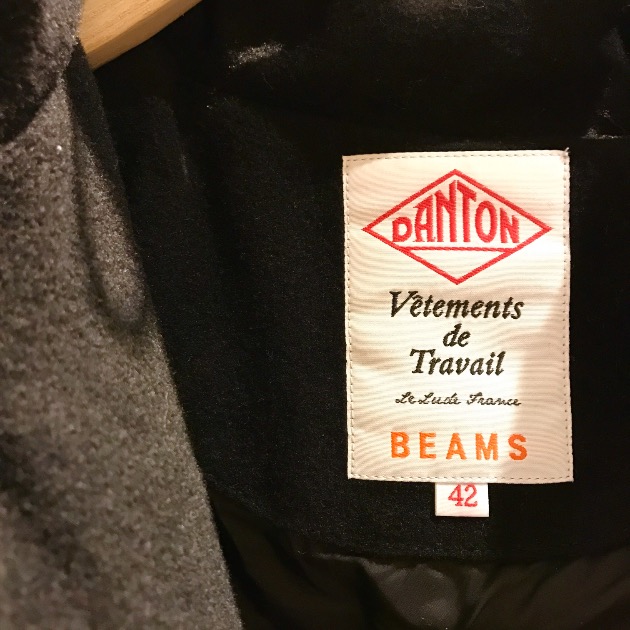 DANTON
Vêtements
de
Travail
Le Lude France
BEAMS
42